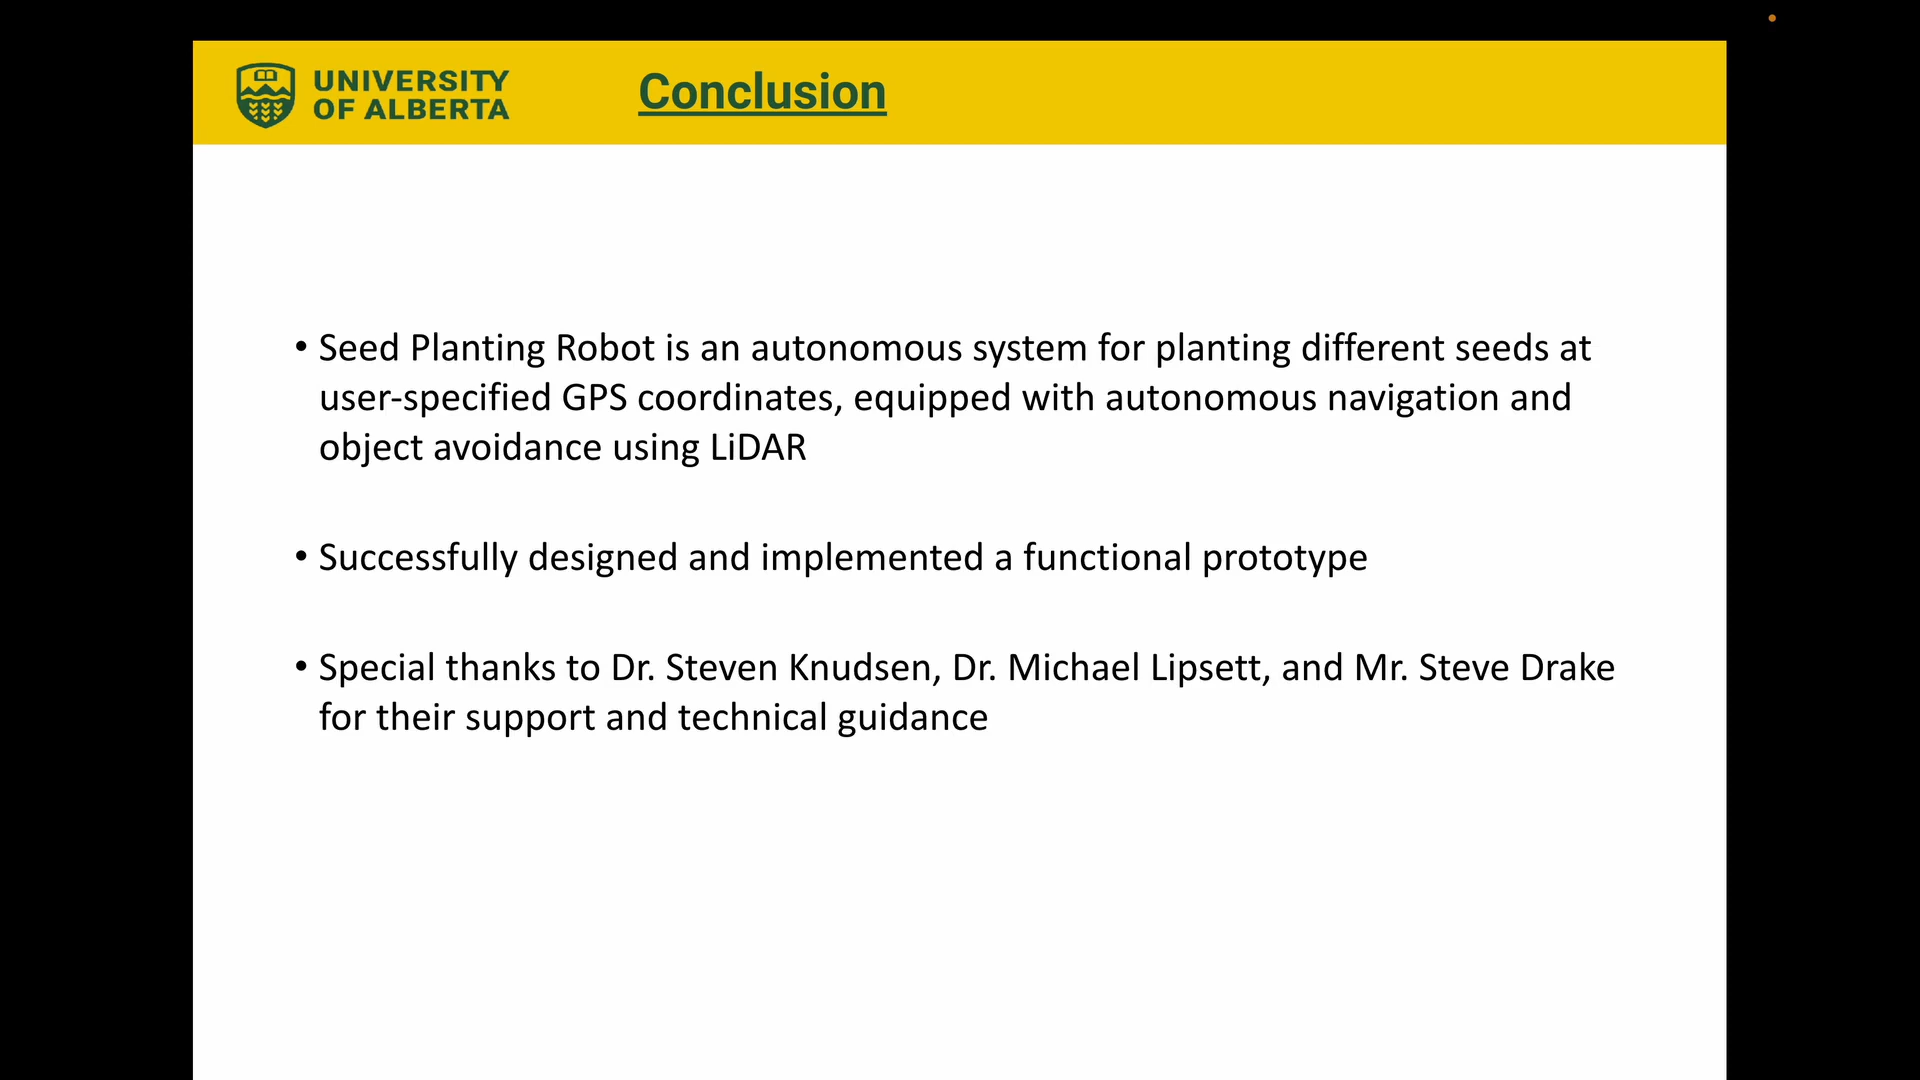 UNIVERSITY
OF ALBERTA
Conclusion
• Seed Planting Robot is an autonomous system for planting different seeds at
user-specified GPS coordinates, equipped with autonomous navigation and
object avoidance using LiDAR
• Successfully designed and implemented a functional prototype
• Special thanks to Dr. Steven Knudsen, Dr. Michael Lipsett, and Mr. Steve Drake
for their support and technical guidance